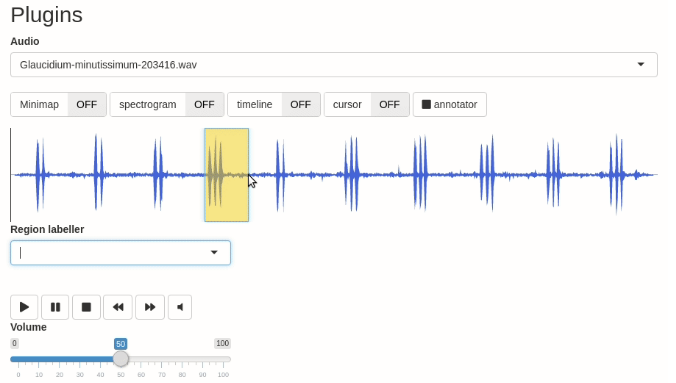 Plugins
Audio
Glaucidium-minutissimum-203416.wav
Minimap OFF spectrogram OFF timeline OFF cursor OFF annotator
Region labeller
Volume
0 50 100
0 10 20 30 40 50 60 70 80 90 100